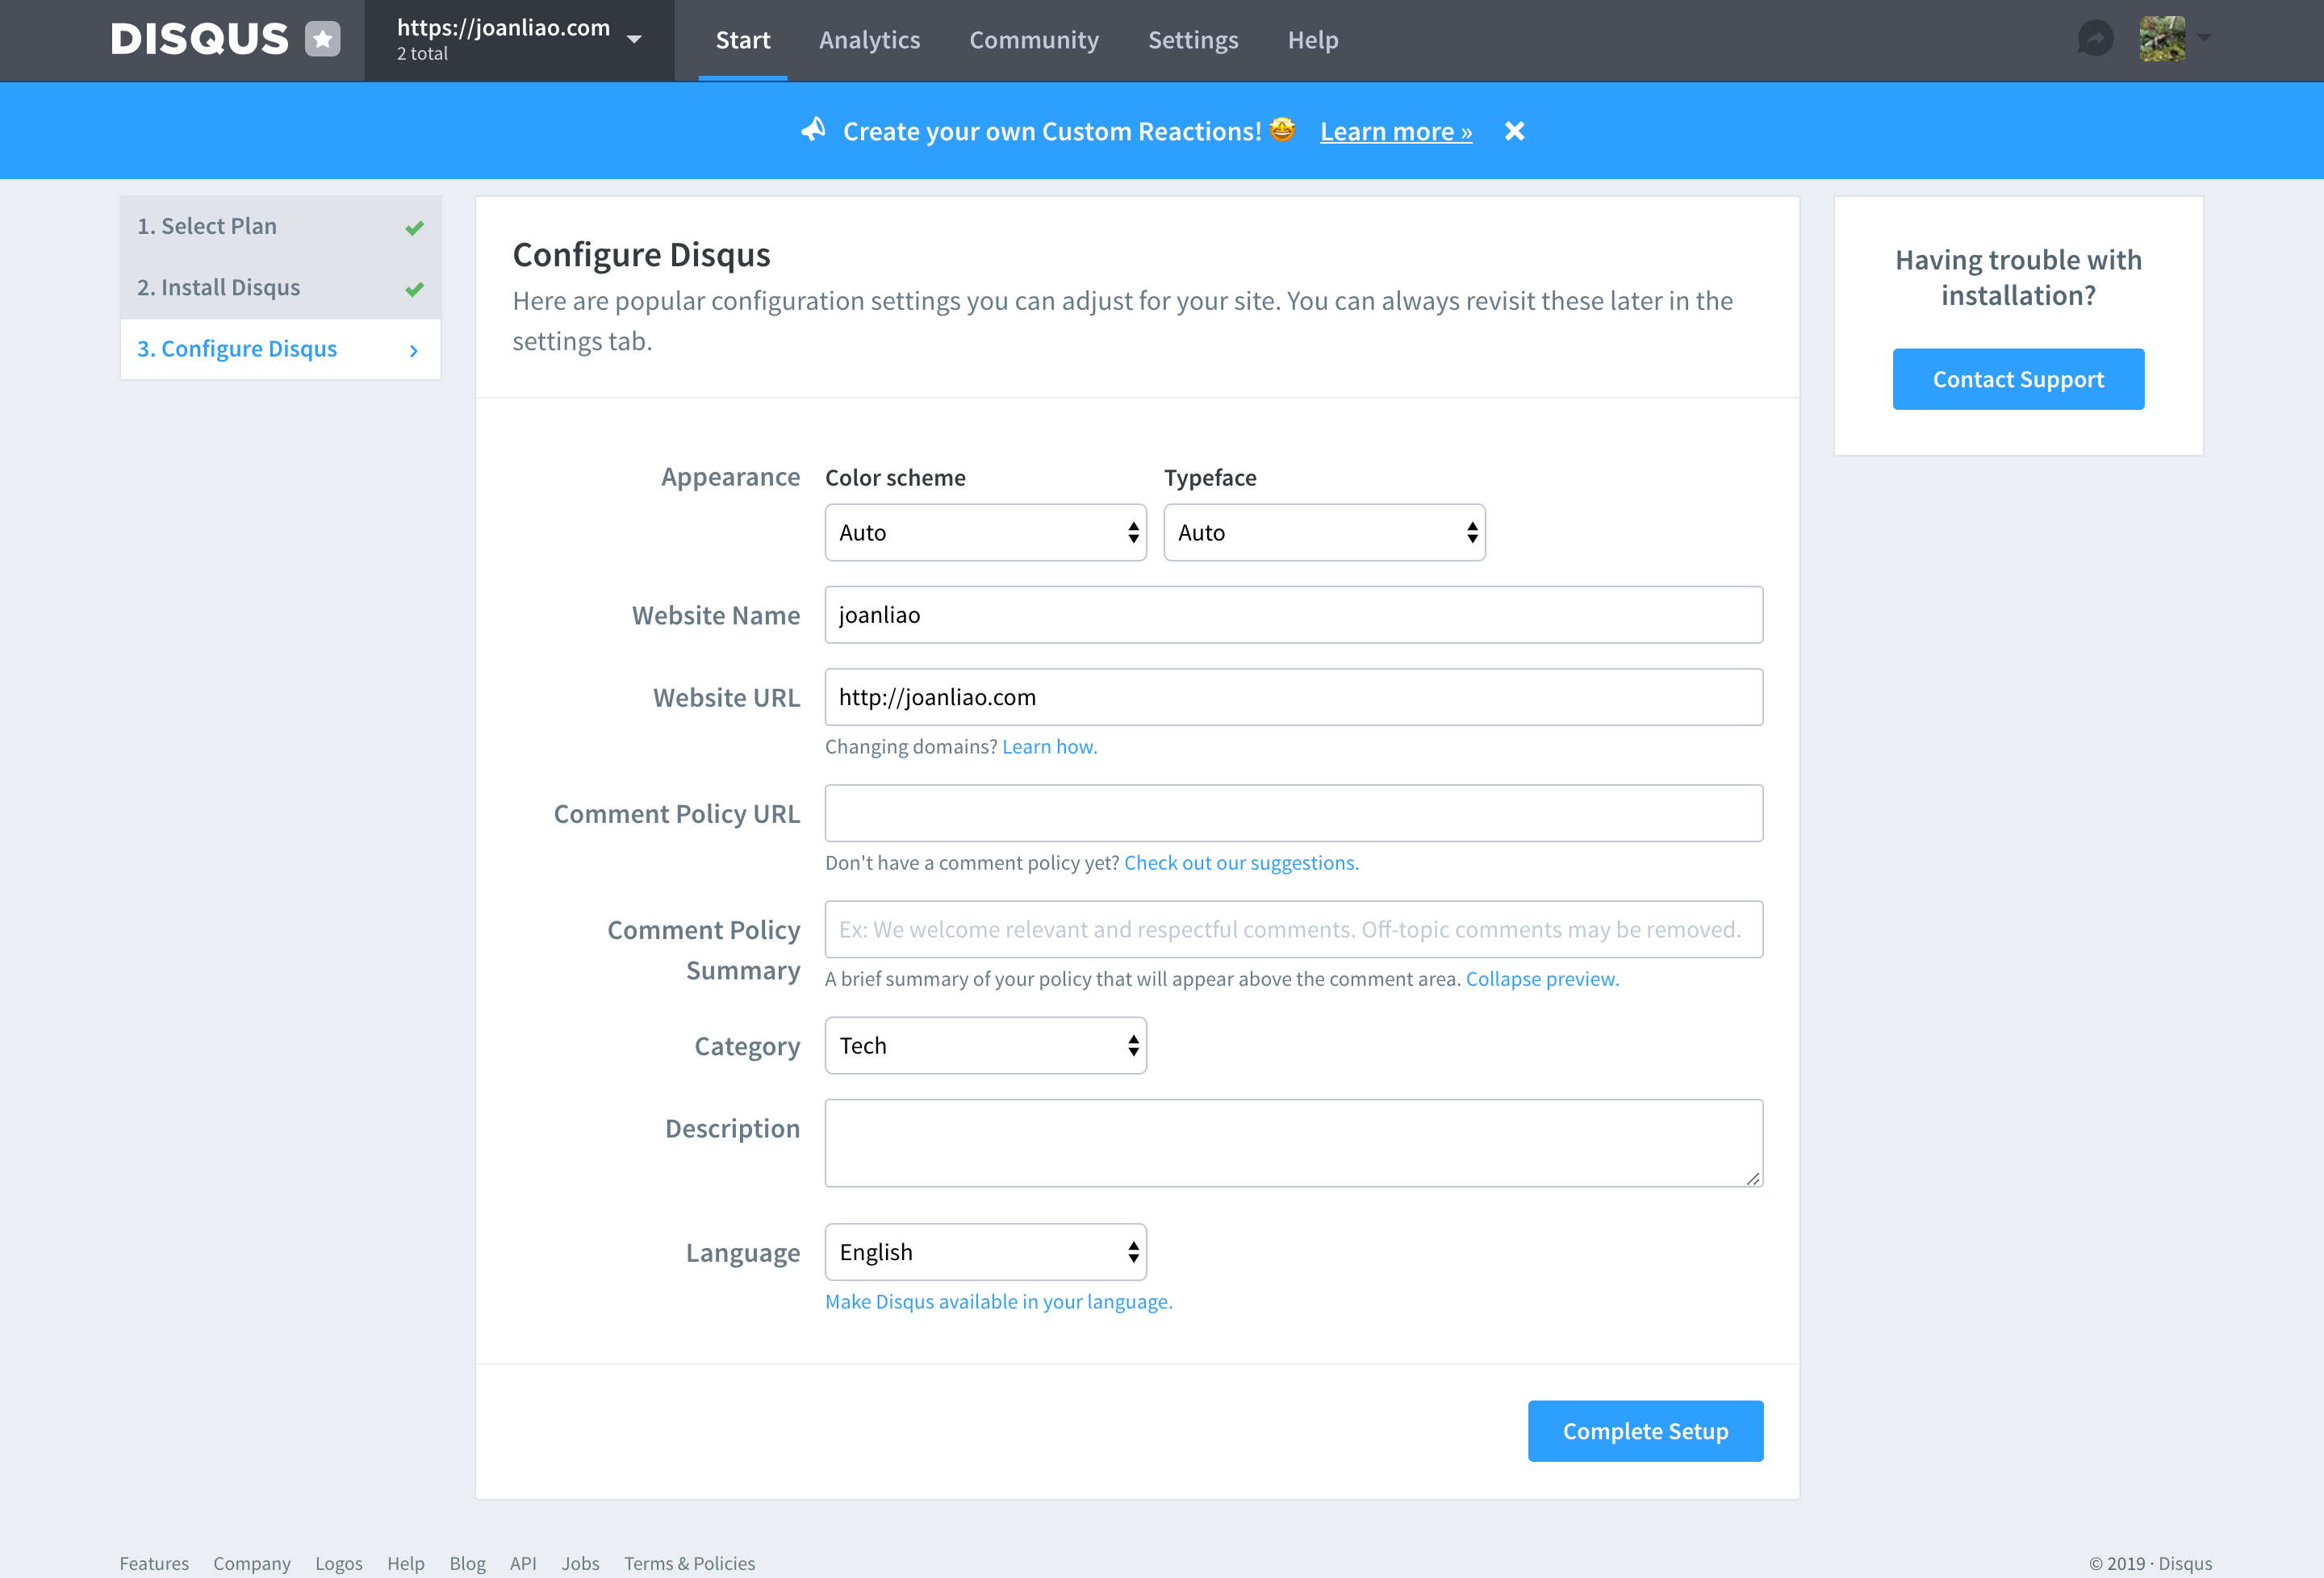 DISQUS
https://joanliao.com
2 total
Start
Analytics
Community
Settings
Help
Create your own Custom Reactions! 🤩 Learn more »
1. Select Plan
2. Install Disqus
3. Configure Disqus
Configure Disqus
Here are popular configuration settings you can adjust for your site. You can always revisit these later in the
settings tab.
Appearance
Color scheme
Typeface
Auto
Auto
Website Name
joanliao
Website URL
http://joanliao.com
Changing domains? Learn how.
Comment Policy URL
Don't have a comment policy yet? Check out our suggestions.
Comment Policy
Summary
Ex: We welcome relevant and respectful comments. Off-topic comments may be removed.
A brief summary of your policy that will appear above the comment area. Collapse preview.
Category
Tech
Description
Language
English
Make Disqus available in your language.
Complete Setup
Having trouble with
installation?
Contact Support
Features
Company
Logos
Help
Blog
API
Jobs
Terms & Policies
© 2019 · Disqus